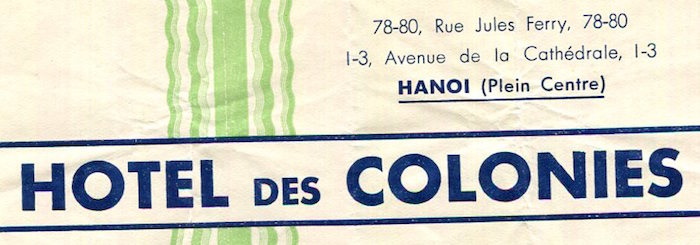 78-80, Rue Jules Ferry, 78-80
1-3, Avenue de la Cathédrale, 1-3
HANOI (Plein Centre)
HOTEL DES COLONIES